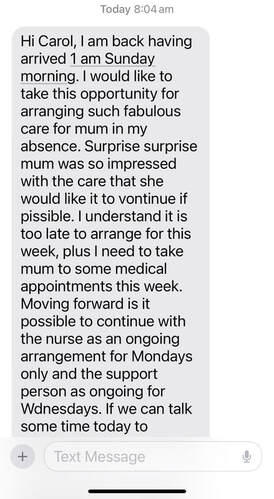 Today 8:04 am
Hi Carol, I am back having
arrived 1 am Sunday
morning. I would like to
take this opportunity for
arranging such fabulous
care for mum in my
absence. Surprise surprise
mum was so impressed
with the care that she
would like it to vontinue if
pissible. I understand it is
too late to arrange for this
week, plus I need to take
mum to some medical
appointments this week.
Moving forward is it
possible to continue with
the nurse as an ongoing
arrangement for Mondays
only and the support
person as ongoing for
Wdnesdays. If we can talk
some time today to
Text Message